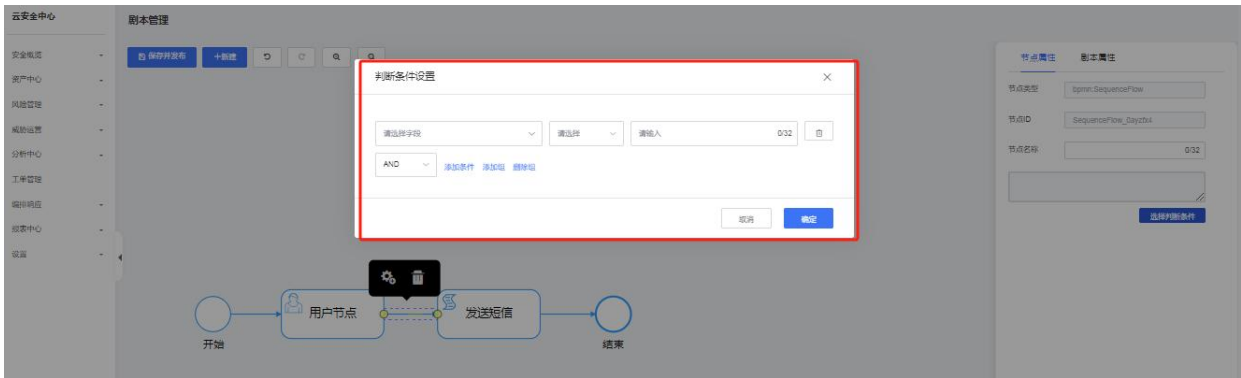 云安全中心
剧本管理
安全概览
资产中心
风险管理
威胁运营
分析中心
工单管理
编排响应
报表中心
设置
保存并发布
+新建
判断条件设置
请选择字段
请选择
请输入
0/32
AND
添加条件 添加组 删除组
取消
确定
用户节点
发送短信
开始
结束
节点属性
剧本属性
节点类型
bpmn:SequenceFlow
节点ID
节点名称
0/32
选择判断条件